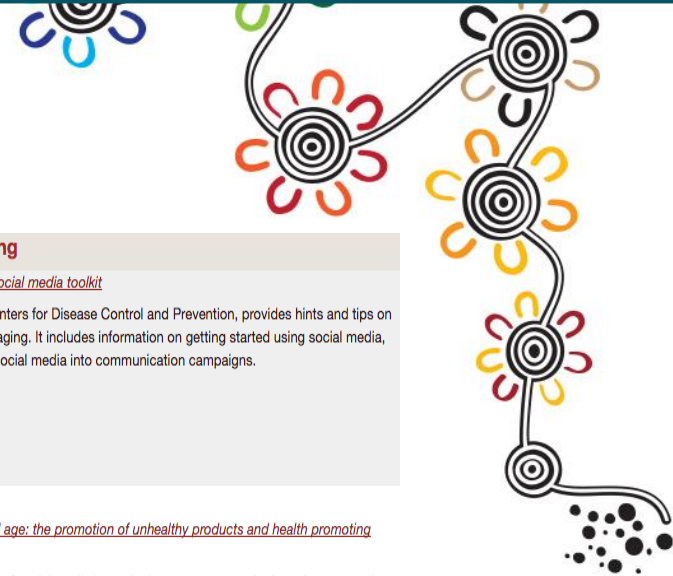 ng
ocial media toolkit
nters for Disease Control and Prevention, provides hints and tips on
aging. It includes information on getting started using social media,
ocial media into communication campaigns.
l age: the promotion of unhealthy products and health promoting